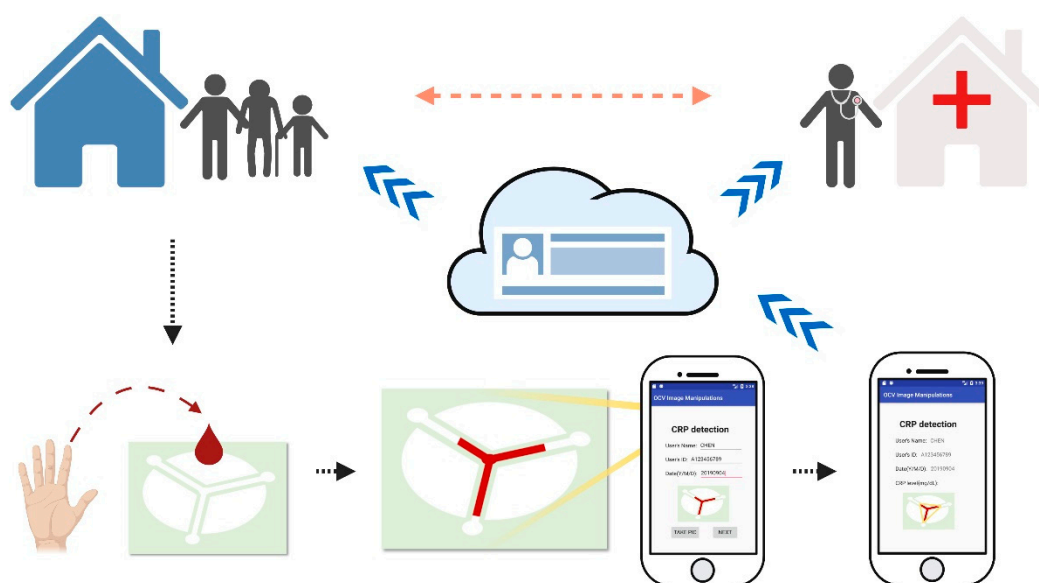 OCV Image Manipulations
CRP detection
User's Name: CHEN
User's ID: A123456789
Date(Y/M/D): 20190904
TAKE PIC NEXT
OCV Image Manipulations
CRP detection
User's Name: CHEN
User's ID: A123456789
Date(Y/M/D): 20190904
CRP level(mg/dL):